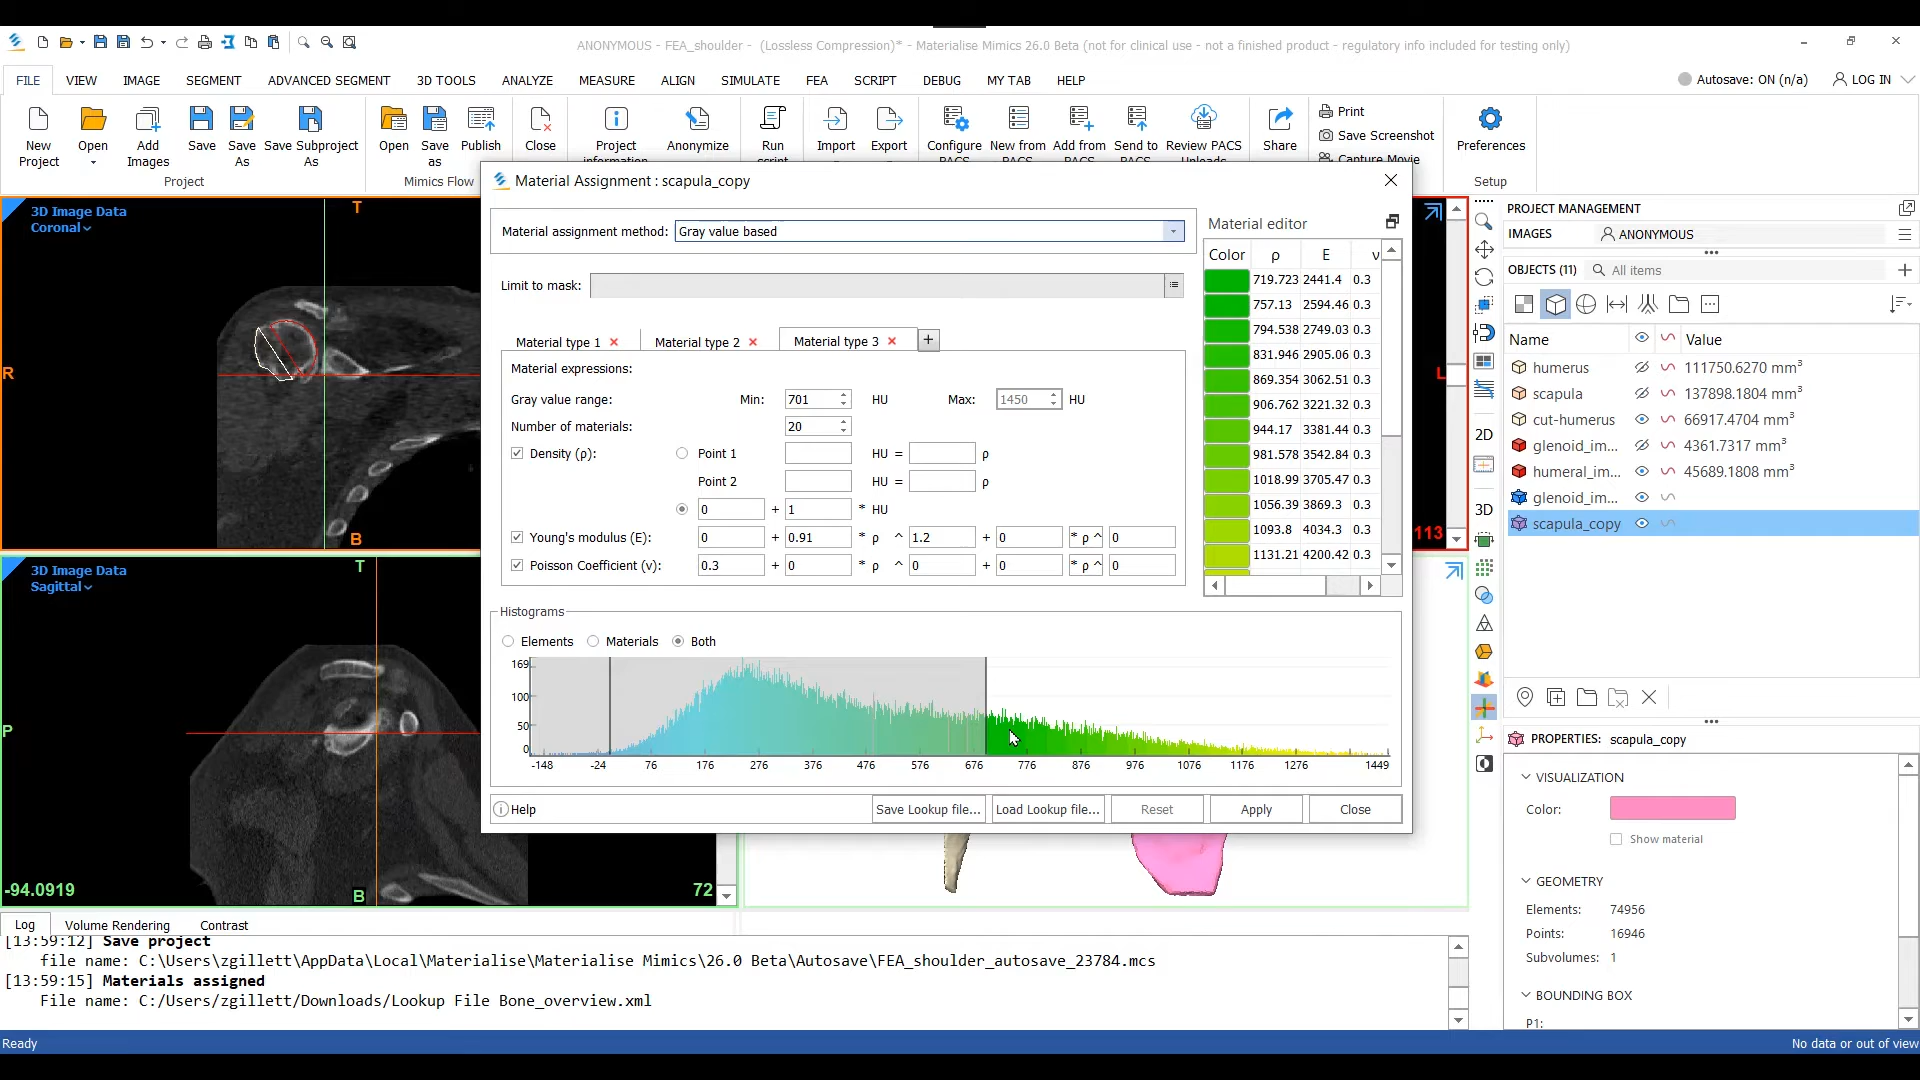 ANONYMOUS - FEA_shoulder - (Lossless Compression)* - Materialise Mimics 26.0 Beta (not for clinical use - not a finished product - regulatory info included for testing only)
FILE VIEW IMAGE SEGMENT ADVANCED SEGMENT 3D TOOLS ANALYZE MEASURE ALIGN SIMULATE FEA SCRIPT DEBUG MY TAB HELP Autosave: ON (n/a) LOG IN
New Project Open Add Images Save Save As Save Subproject As Open Save as Publish Close Project information Anonymize Run script Import Export Configure PACS New from PACS Add from PACS Send to PACS Review PACS Uploads Share Print Save Screenshot Capture Movie Preferences
Project Mimics Flow Setup
3D Image Data
Coronal
T
R
L
B
113
3D Image Data
Sagittal
T
P
B
-94.0919
72
Material Assignment : scapula_copy
Material assignment method: Gray value based
Limit to mask:
Material type 1 Material type 2 Material type 3 +
Material expressions:
Gray value range: Min: 701 HU Max: 1450 HU
Number of materials: 20
Density (ρ): Point 1 HU = ρ
Point 2 HU = ρ
0 + 1 * HU
Young's modulus (E): 0 + 0.91 * ρ ^ 1.2 + 0 * ρ ^ 0
Poisson Coefficient (ν): 0.3 + 0 * ρ ^ 0 + 0 * ρ ^ 0
Material editor
Color ρ E ν
719.723 2441.4 0.3
757.13 2594.46 0.3
794.538 2749.03 0.3
831.946 2905.06 0.3
869.354 3062.51 0.3
906.762 3221.32 0.3
944.17 3381.44 0.3
981.578 3542.84 0.3
1018.99 3705.47 0.3
1056.39 3869.3 0.3
1093.8 4034.3 0.3
1131.21 4200.42 0.3
Histograms
Elements Materials Both
169
100
50
0
-148 -24 76 176 276 376 476 576 676 776 876 976 1076 1176 1276 1449
Help Save Lookup file... Load Lookup file... Reset Apply Close
2D
3D
PROJECT MANAGEMENT
IMAGES ANONYMOUS
OBJECTS (11) All items
Name Value
humerus 111750.6270 mm³
scapula 137898.1804 mm³
cut-humerus 66917.4704 mm³
glenoid_im... 4361.7317 mm³
humeral_im... 45689.1808 mm³
glenoid_im...
scapula_copy
PROPERTIES: scapula_copy
VISUALIZATION
Color:
Show material
GEOMETRY
Elements: 74956
Points: 16946
Subvolumes: 1
BOUNDING BOX
P1:
Log Volume Rendering Contrast
[13:59:12] Save project
file name: C:\Users\zgillett\AppData\Local\Materialise\Materialise Mimics\26.0 Beta\Autosave\FEA_shoulder_autosave_23784.mcs
[13:59:15] Materials assigned
File name: C:/Users/zgillett/Downloads/Lookup File Bone_overview.xml
Ready No data or out of view